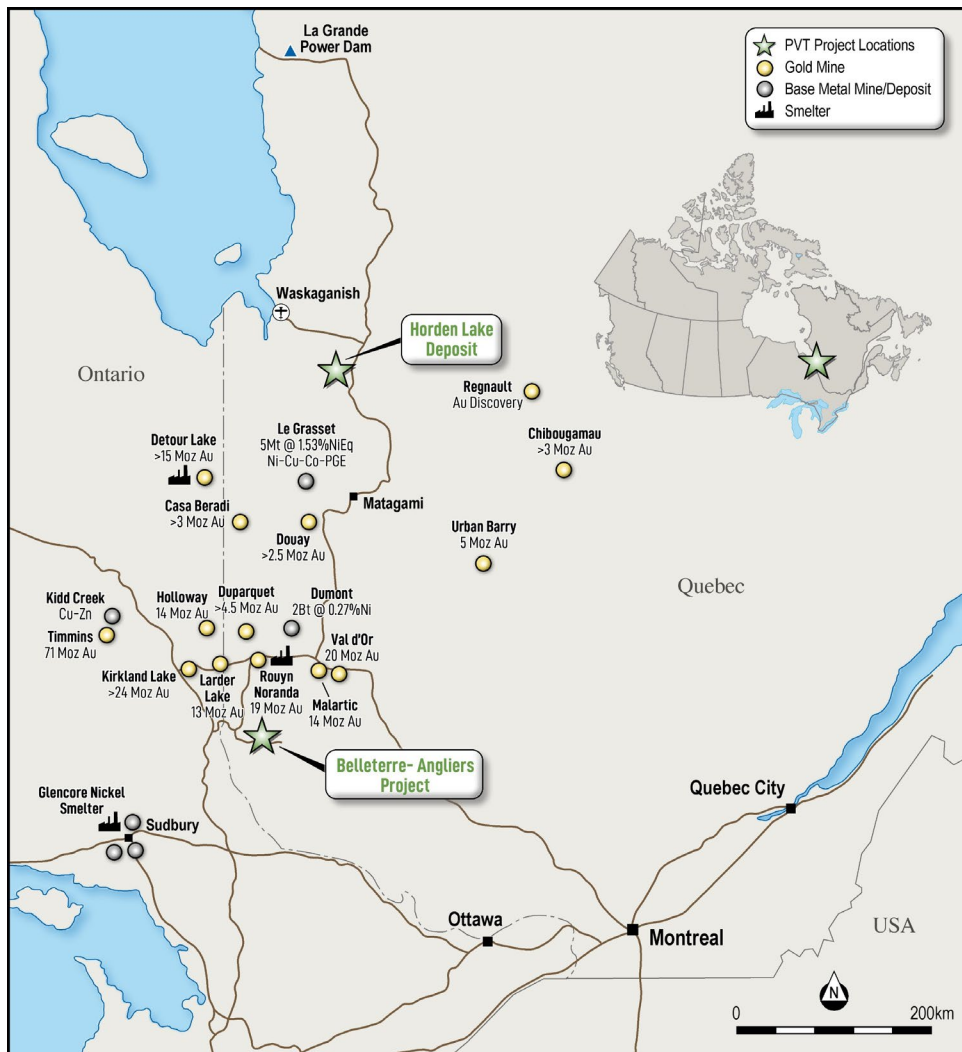 La Grande
Power Dam
PVT Project Locations
Gold Mine
Base Metal Mine/Deposit
Smelter
Waskaganish
Horden Lake
Deposit
Ontario
Regnault
Au Discovery
Le Grasset
5Mt @ 1.53%NiEq
Ni-Cu-Co-PGE
Detour Lake
>15 Moz Au
Chibougamau
>3 Moz Au
Matagami
Casa Beradi
>3 Moz Au
Douay
>2.5 Moz Au
Urban Barry
5 Moz Au
Quebec
Kidd Creek
Cu-Zn
Timmins
71 Moz Au
Holloway
14 Moz Au
Duparquet
>4.5 Moz Au
Dumont
2Bt @ 0.27%Ni
Val d'Or
20 Moz Au
Kirkland Lake
>24 Moz Au
Larder
Lake
13 Moz Au
Rouyn
Noranda
19 Moz Au
Malartic
14 Moz Au
Belleterre- Angliers
Project
Glencore Nickel
Smelter
Sudbury
Quebec City
Ottawa
Montreal
USA
N
0
200km